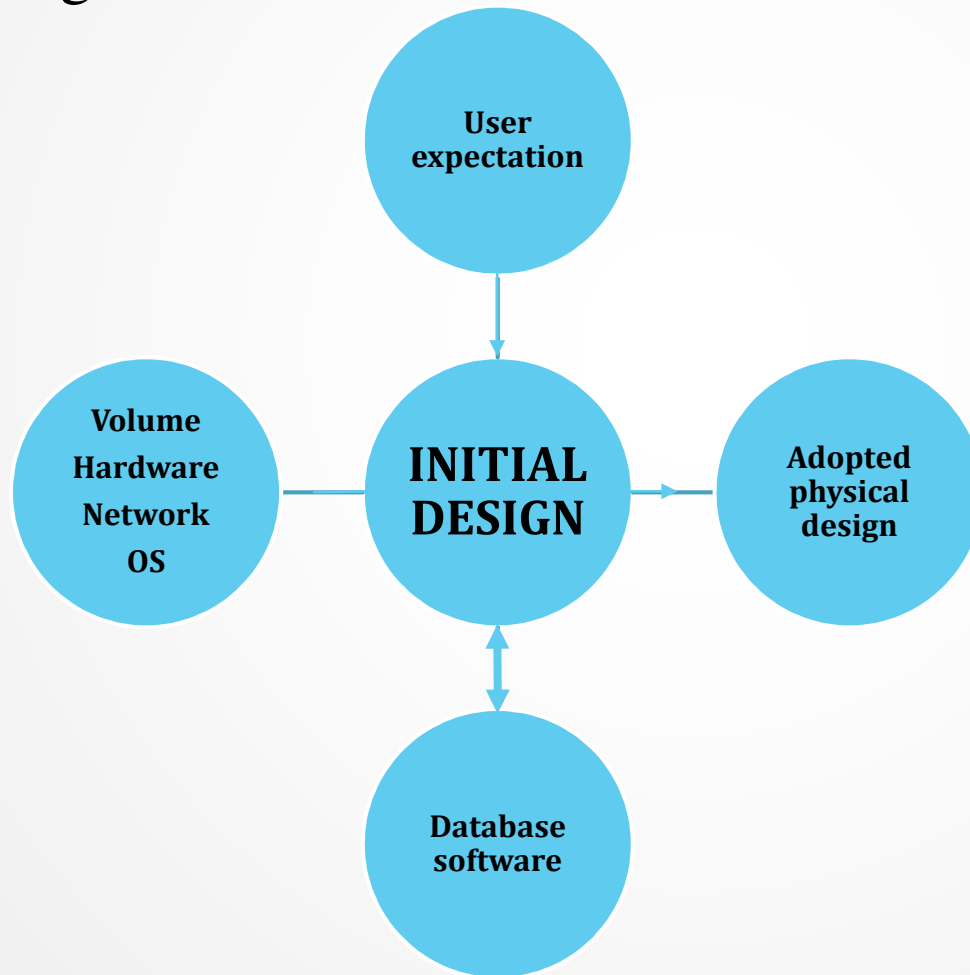 User
expectation
Volume
Hardware
Network
OS
INITIAL
DESIGN
Adopted
physical
design
Database
software